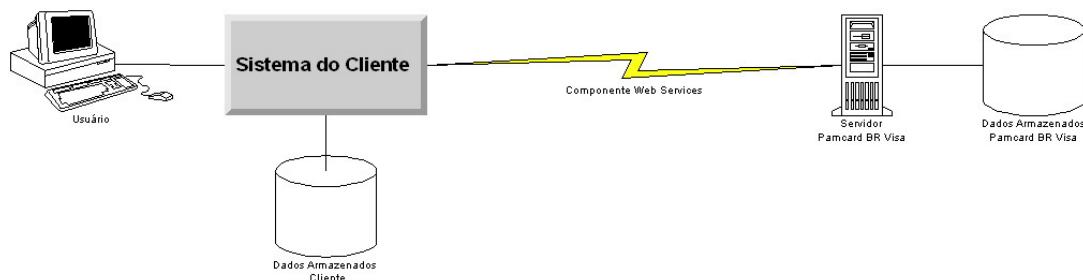 Sistema do Cliente
Usuário
Componente Web Services
Servidor
Pamcard BR Visa
Dados Armazenados
Pamcard BR Visa
Dados Armazenados
Cliente